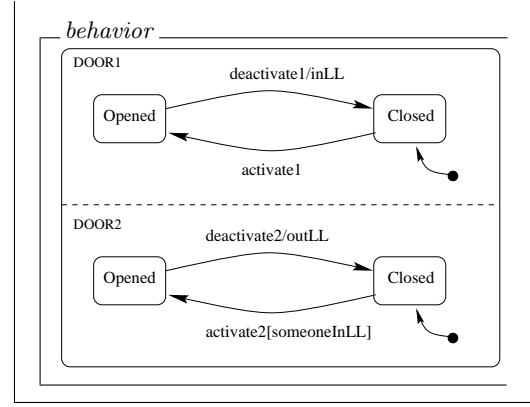 behavior
DOOR1
deactivate1/inLL
Opened
Closed
activate1
DOOR2
deactivate2/outLL
Opened
Closed
activate2[someoneInLL]